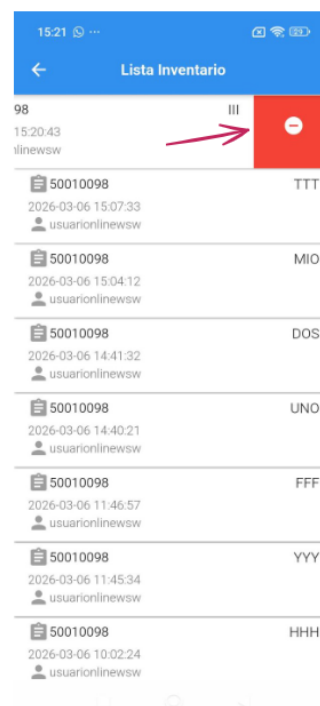 15:21
Lista Inventario
98 III
15:20:43
nlinewsw
50010098 TTT
2026-03-06 15:07:33
usuarionlinewsw
50010098 MIO
2026-03-06 15:04:12
usuarionlinewsw
50010098 DOS
2026-03-06 14:41:32
usuarionlinewsw
50010098 UNO
2026-03-06 14:40:21
usuarionlinewsw
50010098 FFF
2026-03-06 11:46:57
usuarionlinewsw
50010098 YYY
2026-03-06 11:45:34
usuarionlinewsw
50010098 HHH
2026-03-06 10:02:24
usuarionlinewsw